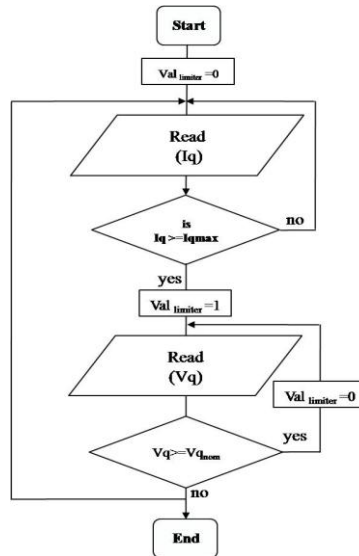 Start
Val limiter =0
Read
(Iq)
is
Iq >=Iqmax
no
yes
Val limiter =1
Read
(Vq)
Val limiter =0
Vq>=Vqnom
yes
no
End